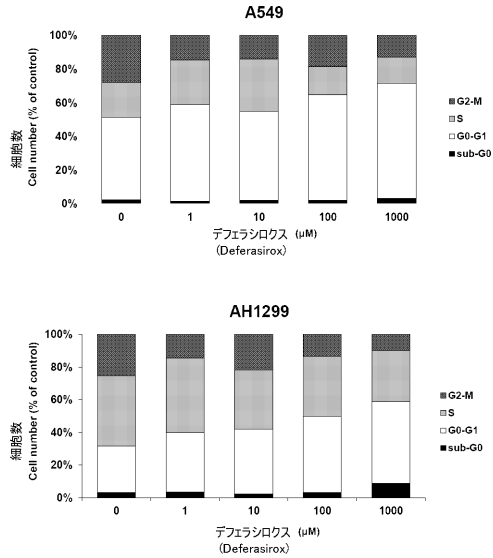 A549
100%
80%
60%
40%
20%
0%
細胞数
Cell number (% of control)
G2-M
S
G0-G1
sub-G0
0 1 10 100 1000
デフェラシロクス (μM)
(Deferasirox)
AH1299
100%
80%
60%
40%
20%
0%
細胞数
Cell number (% of control)
G2-M
S
G0-G1
sub-G0
0 1 10 100 1000
デフェラシロクス (μM)
(Deferasirox)